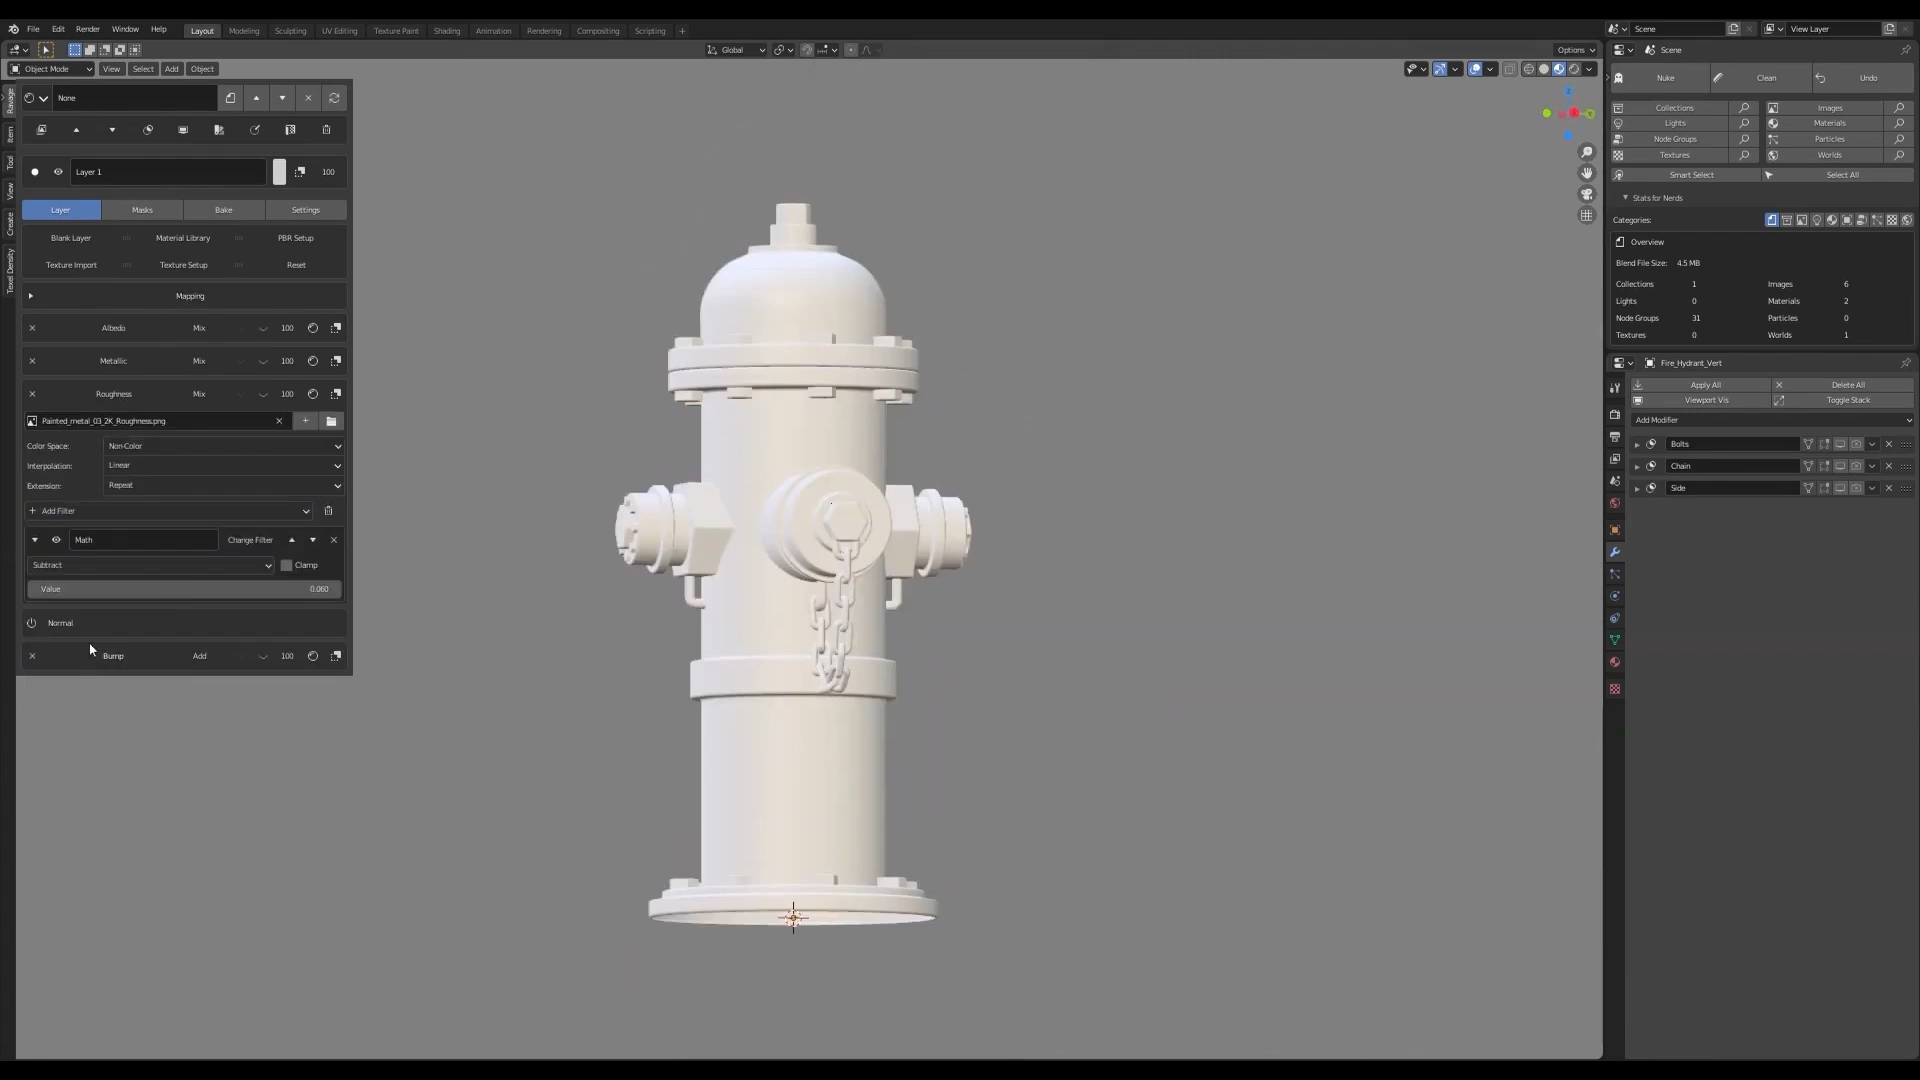 File Edit Render Window Help Layout Modeling Sculpting UV Editing Texture Paint Shading Animation Rendering Compositing Scripting + Scene View Layer
Global Options Scene
Object Mode View Select Add Object
Nuke Clean Undo
None
Collections Images
Lights Materials
Node Groups Particles
Textures Worlds
Layer 1 100
Smart Select Select All
Stats for Nerds
Layer Masks Bake Settings
Categories:
Blank Layer Material Library PBR Setup
Overview
Texture Import Texture Setup Reset
Blend File Size: 4.5 MB
Collections 1 Images 6
Mapping
Lights 0 Materials 2
Node Groups 31 Particles 0
Textures 0 Worlds 1
Albedo Mix 100
Metallic Mix 100
Fire_Hydrant_Vert
Apply All Delete All
Roughness Mix 100
Viewport Vis Toggle Stack
Painted_metal_03_2K_Roughness.png
Add Modifier
Color Space: Non-Color
Bolts
Interpolation: Linear
Chain
Extension: Repeat
Side
Add Filter
Math Change Filter
Subtract Clamp
Value 0.060
Normal
Bump Add 100
Ravage
Item
Tool
View
Create
Texel Density